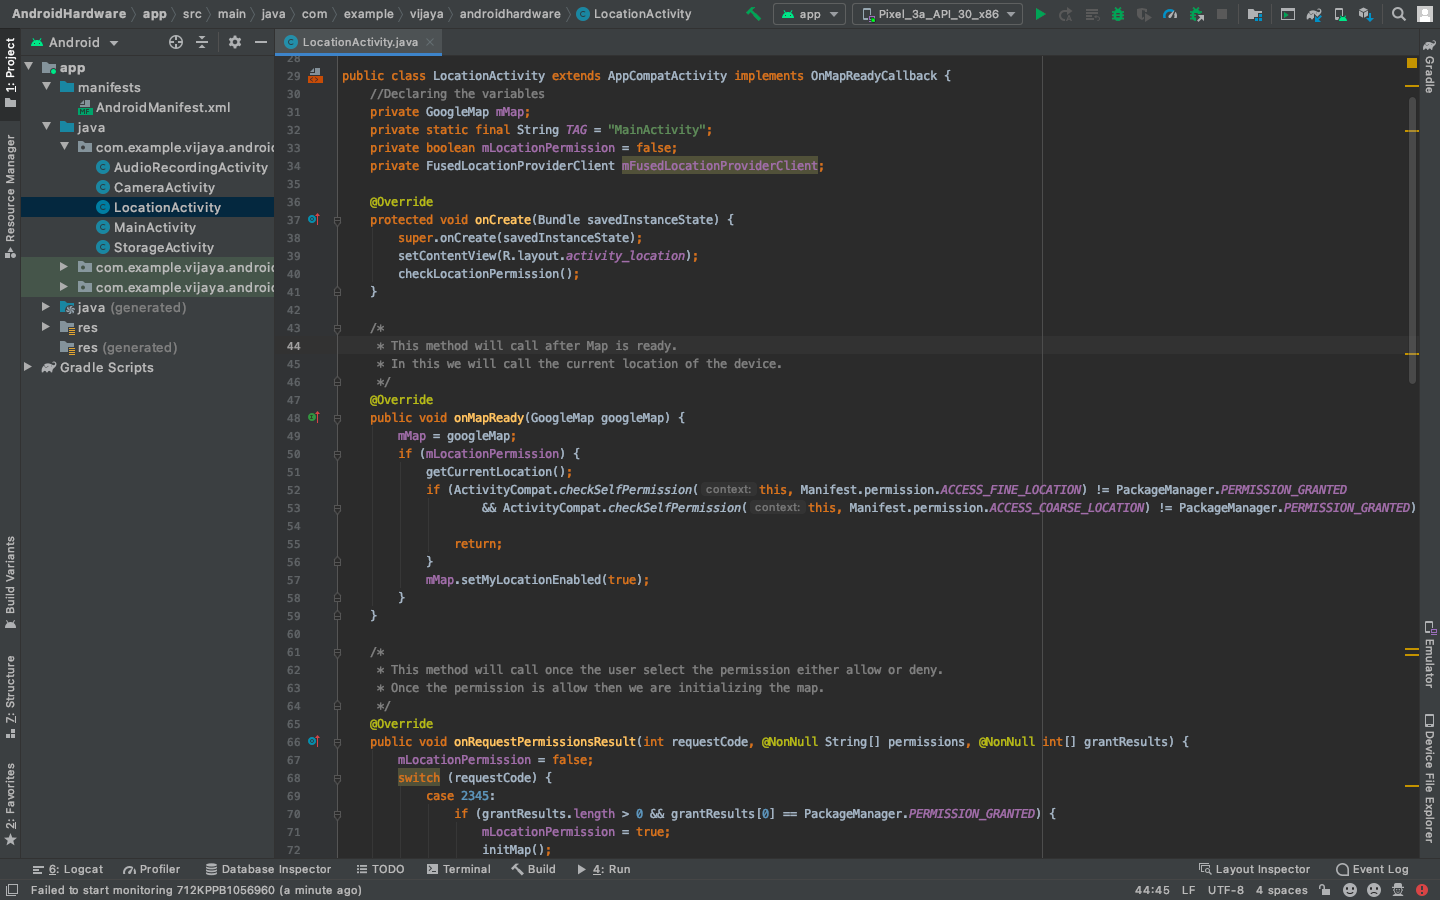 AndroidHardware app src main java com example vijaya androidhardware LocationActivity
app
Pixel_3a_API_30_x86
Android
LocationActivity.java
1: Project
Resource Manager
Build Variants
Z: Structure
2: Favorites
app
manifests
AndroidManifest.xml
java
com.example.vijaya.androi
AudioRecordingActivity
CameraActivity
LocationActivity
MainActivity
StorageActivity
com.example.vijaya.androi
com.example.vijaya.androi
java (generated)
res
res (generated)
Gradle Scripts
28
29 public class LocationActivity extends AppCompatActivity implements OnMapReadyCallback {
30 //Declaring the variables
31 private GoogleMap mMap;
32 private static final String TAG = "MainActivity";
33 private boolean mLocationPermission = false;
34 private FusedLocationProviderClient mFusedLocationProviderClient;
35
36 @Override
37 protected void onCreate(Bundle savedInstanceState) {
38 super.onCreate(savedInstanceState);
39 setContentView(R.layout.activity_location);
40 checkLocationPermission();
41 }
42
43 /*
44 * This method will call after Map is ready.
45 * In this we will call the current location of the device.
46 */
47 @Override
48 public void onMapReady(GoogleMap googleMap) {
49 mMap = googleMap;
50 if (mLocationPermission) {
51 getCurrentLocation();
52 if (ActivityCompat.checkSelfPermission( context: this, Manifest.permission.ACCESS_FINE_LOCATION) != PackageManager.PERMISSION_GRANTED
53 && ActivityCompat.checkSelfPermission( context: this, Manifest.permission.ACCESS_COARSE_LOCATION) != PackageManager.PERMISSION_GRANTED)
54
55 return;
56 }
57 mMap.setMyLocationEnabled(true);
58 }
59 }
60
61 /*
62 * This method will call once the user select the permission either allow or deny.
63 * Once the permission is allow then we are initializing the map.
64 */
65 @Override
66 public void onRequestPermissionsResult(int requestCode, @NonNull String[] permissions, @NonNull int[] grantResults) {
67 mLocationPermission = false;
68 switch (requestCode) {
69 case 2345:
70 if (grantResults.length > 0 && grantResults[0] == PackageManager.PERMISSION_GRANTED) {
71 mLocationPermission = true;
72 initMap();
Gradle
Emulator
Device File Explorer
6: Logcat Profiler Database Inspector TODO Terminal Build 4: Run Layout Inspector Event Log
Failed to start monitoring 712KPPB1056960 (a minute ago) 44:45 LF UTF-8 4 spaces